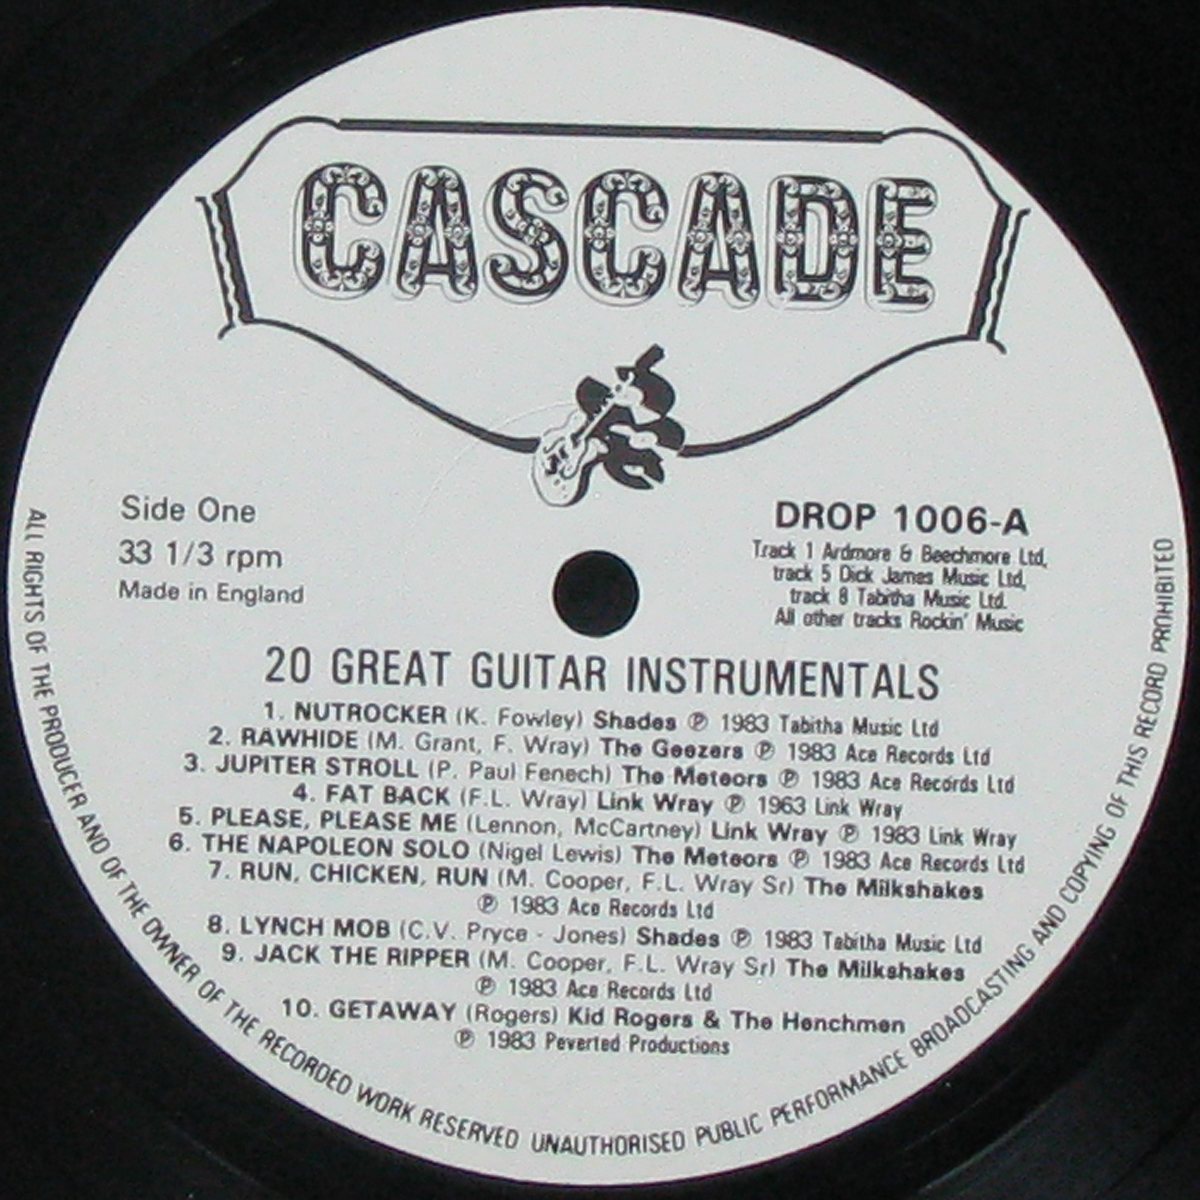 CASCADE
Side One
33 1/3 rpm
Made in England
DROP 1006-A
Track 1 Ardmore & Beechmore Ltd,
track 5 Dick James Music Ltd,
track 8 Tabitha Music Ltd.
All other tracks Rockin' Music
20 GREAT GUITAR INSTRUMENTALS
1. NUTROCKER (K. Fowley) Shades ℗ 1983 Tabitha Music Ltd
2. RAWHIDE (M. Grant, F. Wray) The Geezers ℗ 1983 Ace Records Ltd
3. JUPITER STROLL (P. Paul Fenech) The Meteors ℗ 1983 Ace Records Ltd
4. FAT BACK (F.L. Wray) Link Wray ℗ 1963 Link Wray
5. PLEASE, PLEASE ME (Lennon, McCartney) Link Wray ℗ 1983 Link Wray
6. THE NAPOLEON SOLO (Nigel Lewis) The Meteors ℗ 1983 Ace Records Ltd
7. RUN, CHICKEN, RUN (M. Cooper, F.L. Wray Sr) The Milkshakes
℗ 1983 Ace Records Ltd
8. LYNCH MOB (C.V. Pryce - Jones) Shades ℗ 1983 Tabitha Music Ltd
9. JACK THE RIPPER (M. Cooper, F.L. Wray Sr) The Milkshakes
℗ 1983 Ace Records Ltd
10. GETAWAY (Rogers) Kid Rogers & The Henchmen
℗ 1983 Peverted Productions
ALL RIGHTS OF THE PRODUCER AND OF THE OWNER OF THE RECORDED WORK RESERVED UNAUTHORISED PUBLIC PERFORMANCE BROADCASTING AND COPYING OF THIS RECORD PROHIBITED